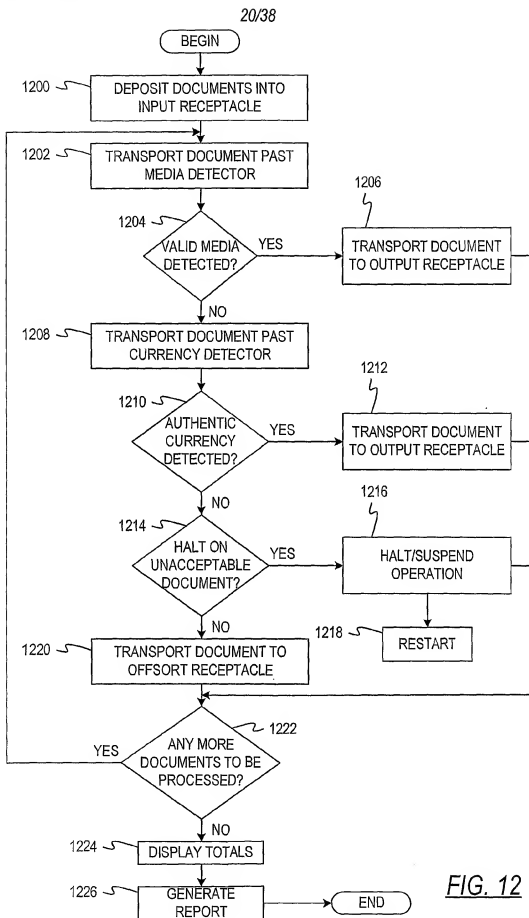 20/38
BEGIN
1200
DEPOSIT DOCUMENTS INTO
INPUT RECEPTACLE
1202
TRANSPORT DOCUMENT PAST
MEDIA DETECTOR
1204
VALID MEDIA
DETECTED?
YES
1206
TRANSPORT DOCUMENT
TO OUTPUT RECEPTACLE
NO
1208
TRANSPORT DOCUMENT PAST
CURRENCY DETECTOR
1210
AUTHENTIC
CURRENCY
DETECTED?
YES
1212
TRANSPORT DOCUMENT
TO OUTPUT RECEPTACLE
NO
1214
HALT ON
UNACCEPTABLE
DOCUMENT?
YES
1216
HALT/SUSPEND
OPERATION
1218
RESTART
NO
1220
TRANSPORT DOCUMENT TO
OFFSORT RECEPTACLE
1222
YES
ANY MORE
DOCUMENTS TO BE
PROCESSED?
NO
1224
DISPLAY TOTALS
1226
GENERATE
REPORT
END
FIG. 12